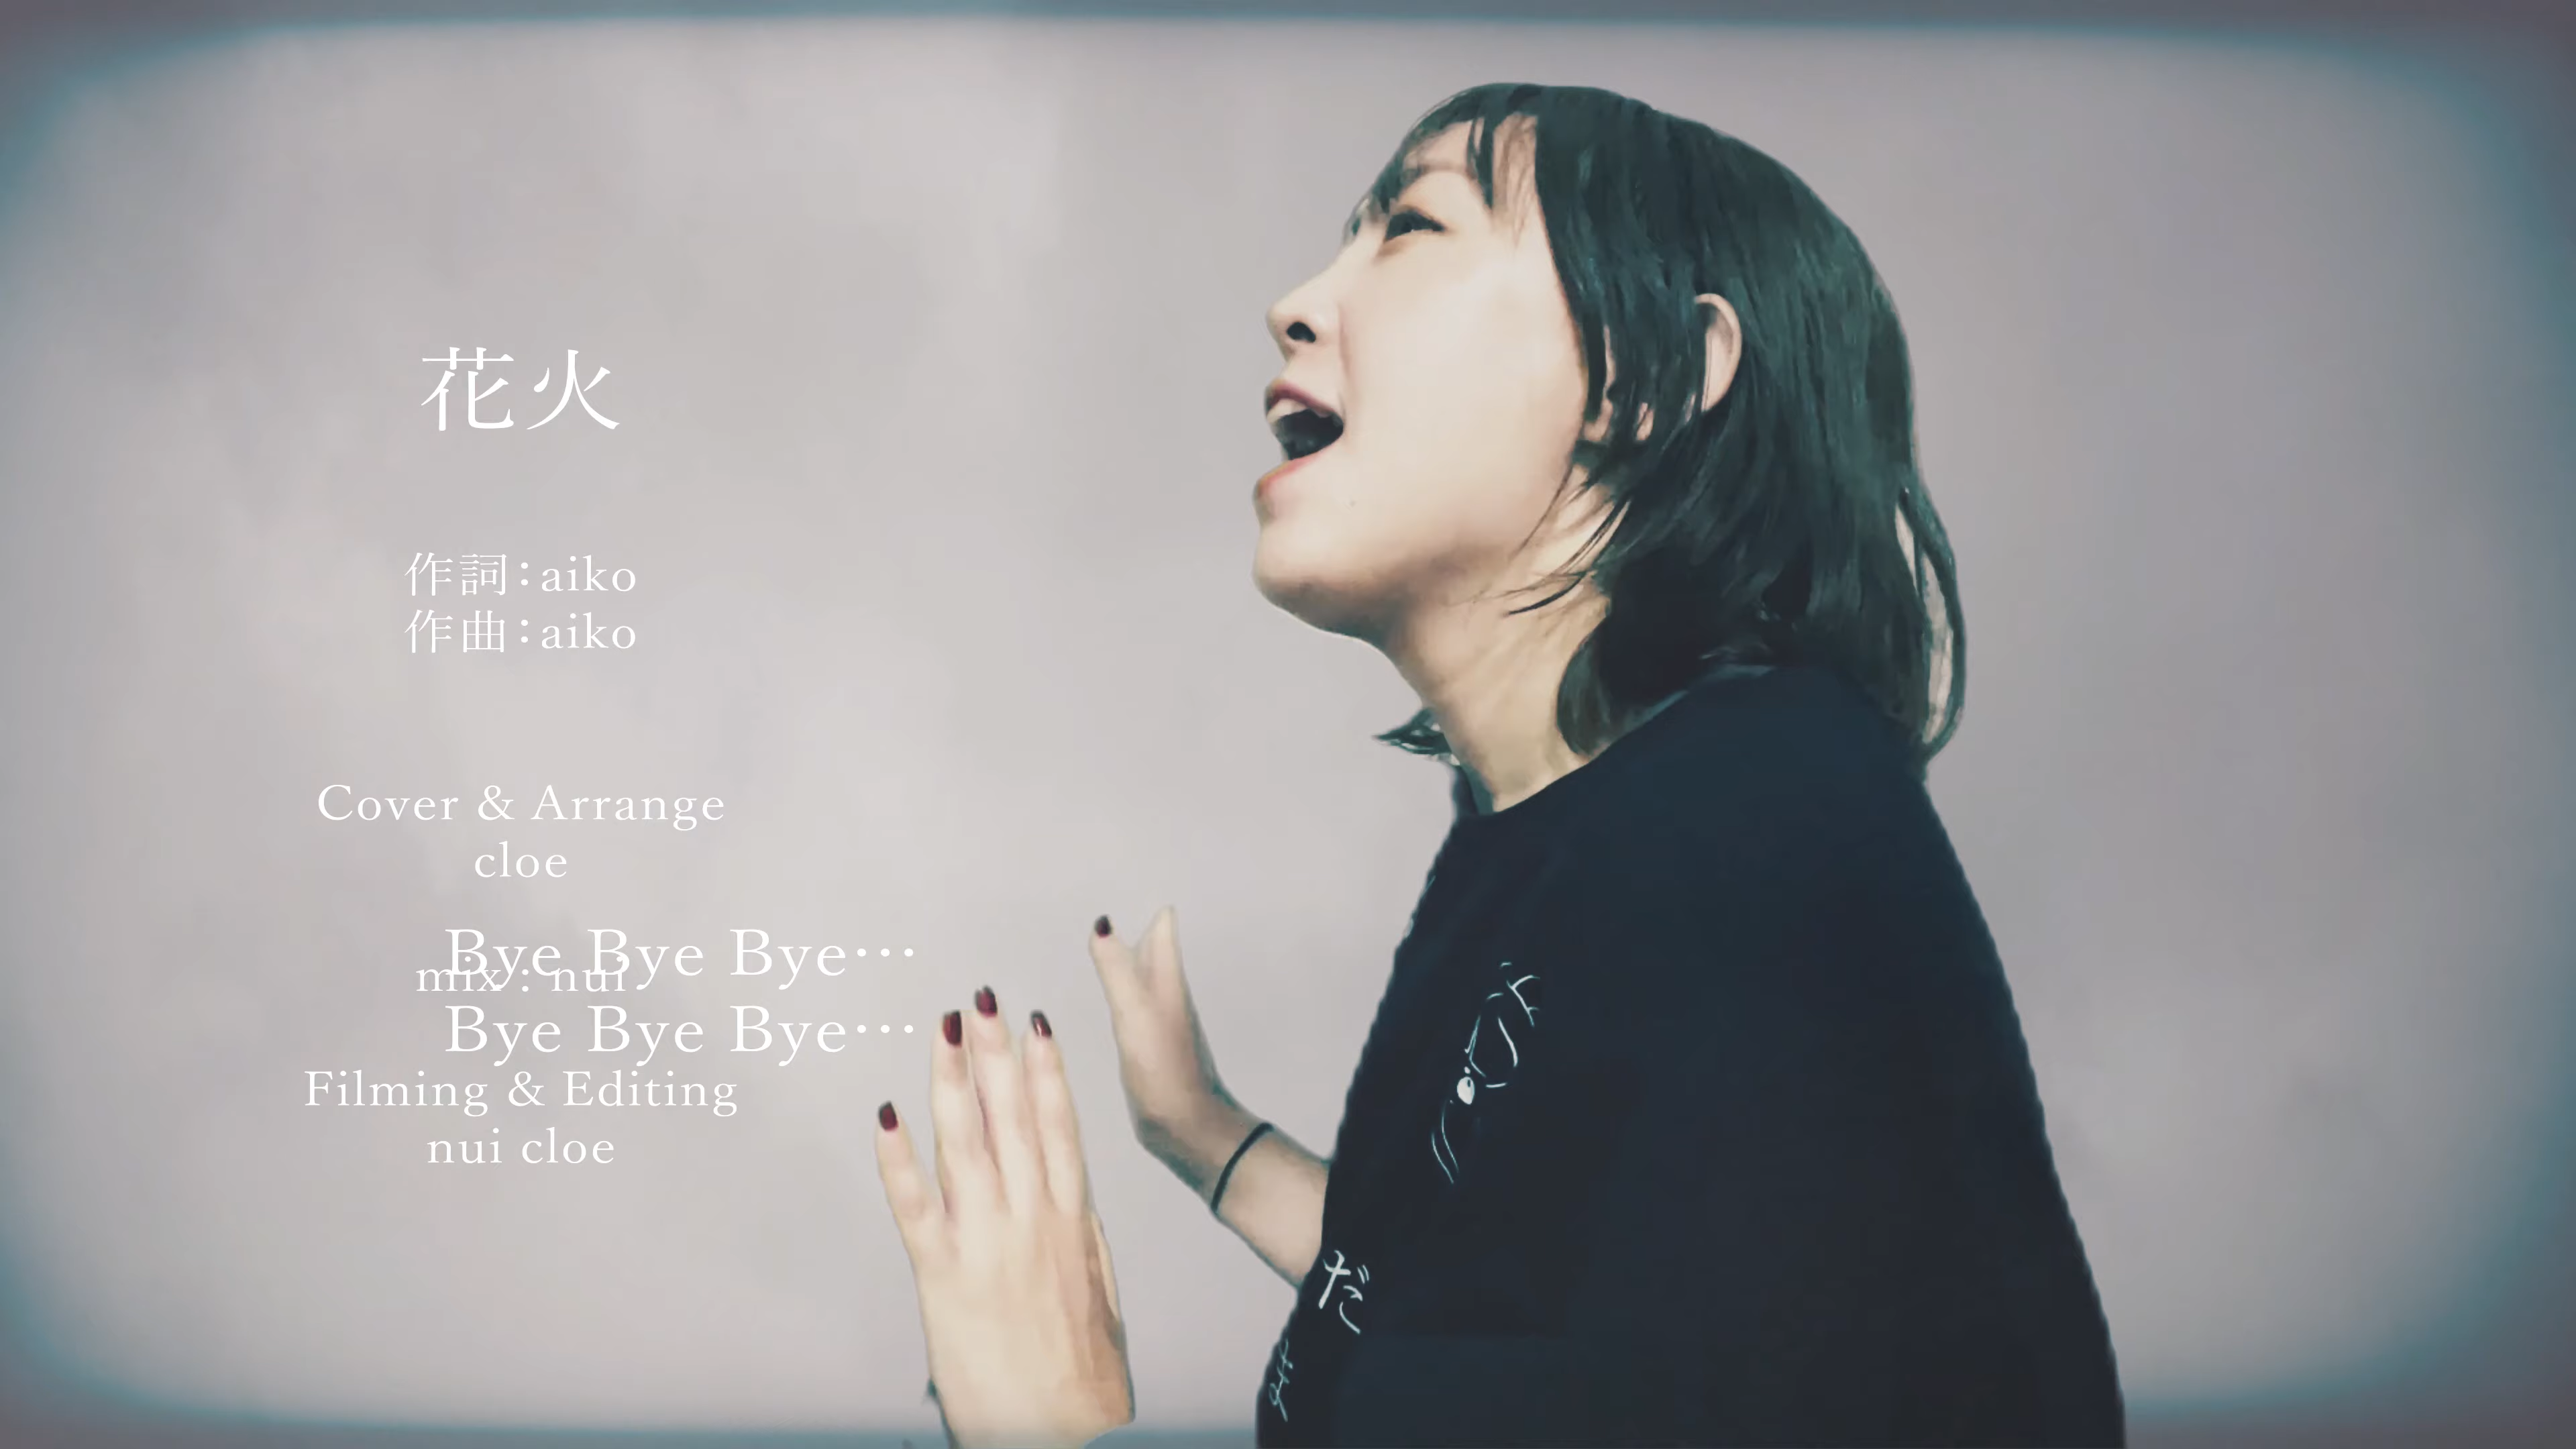 花火
作詞：aiko
作曲：aiko
Cover & Arrange
cloe
Bye Bye Bye…
mix : nui
Bye Bye Bye…
Filming & Editing
nui cloe
だ